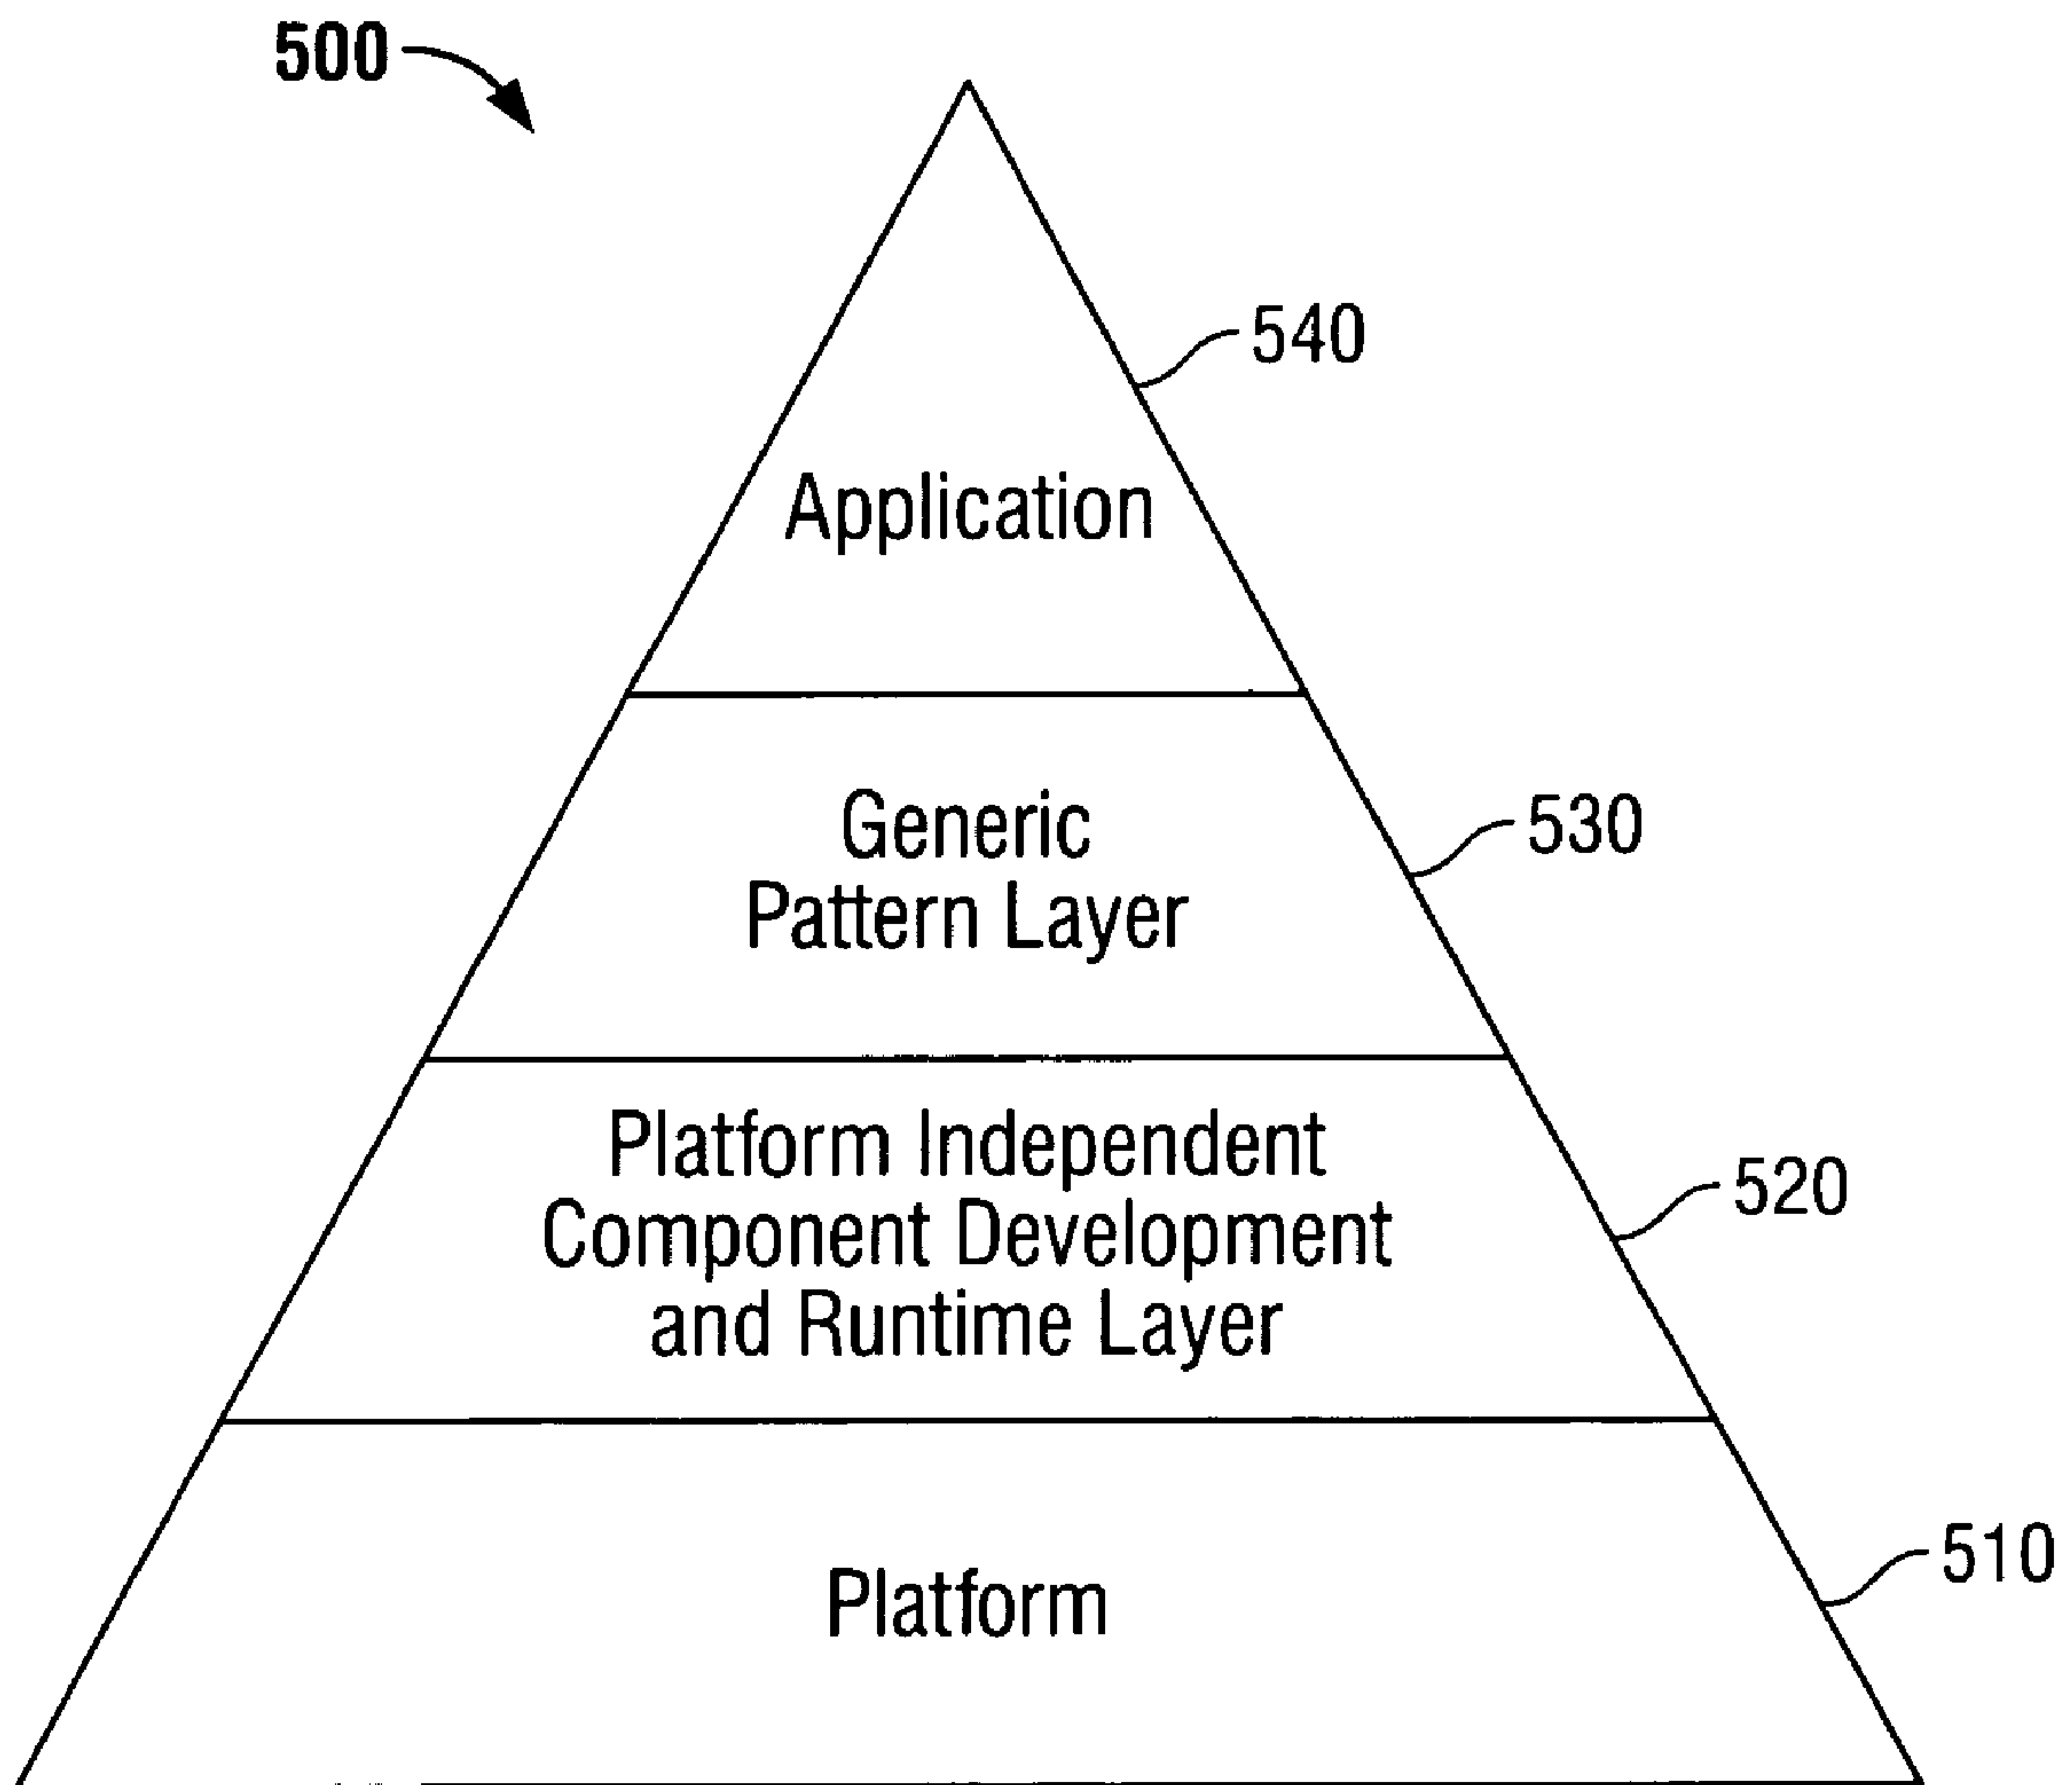 500
540
Application
Generic
530
Pattern Layer
Platform Independent
520
Component Development
and Runtime Layer
510
Platform